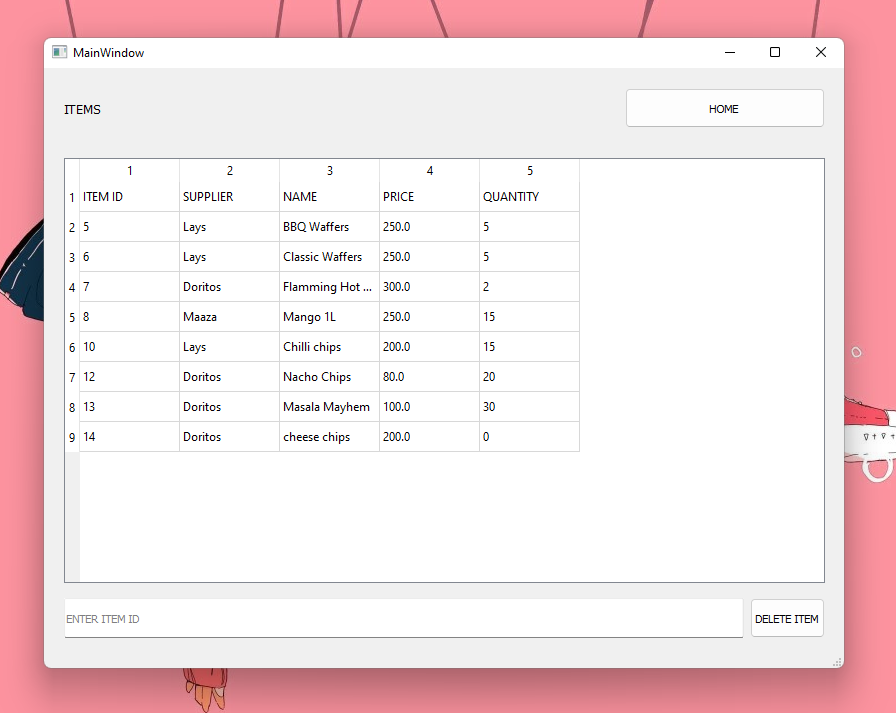 MainWindow
ITEMS
HOME
1 2 3 4 5
1 ITEM ID SUPPLIER NAME PRICE QUANTITY
2 5 Lays BBQ Waffers 250.0 5
3 6 Lays Classic Waffers 250.0 5
4 7 Doritos Flamming Hot ... 300.0 2
5 8 Maaza Mango 1L 250.0 15
6 10 Lays Chilli chips 200.0 15
7 12 Doritos Nacho Chips 80.0 20
8 13 Doritos Masala Mayhem 100.0 30
9 14 Doritos cheese chips 200.0 0
ENTER ITEM ID
DELETE ITEM